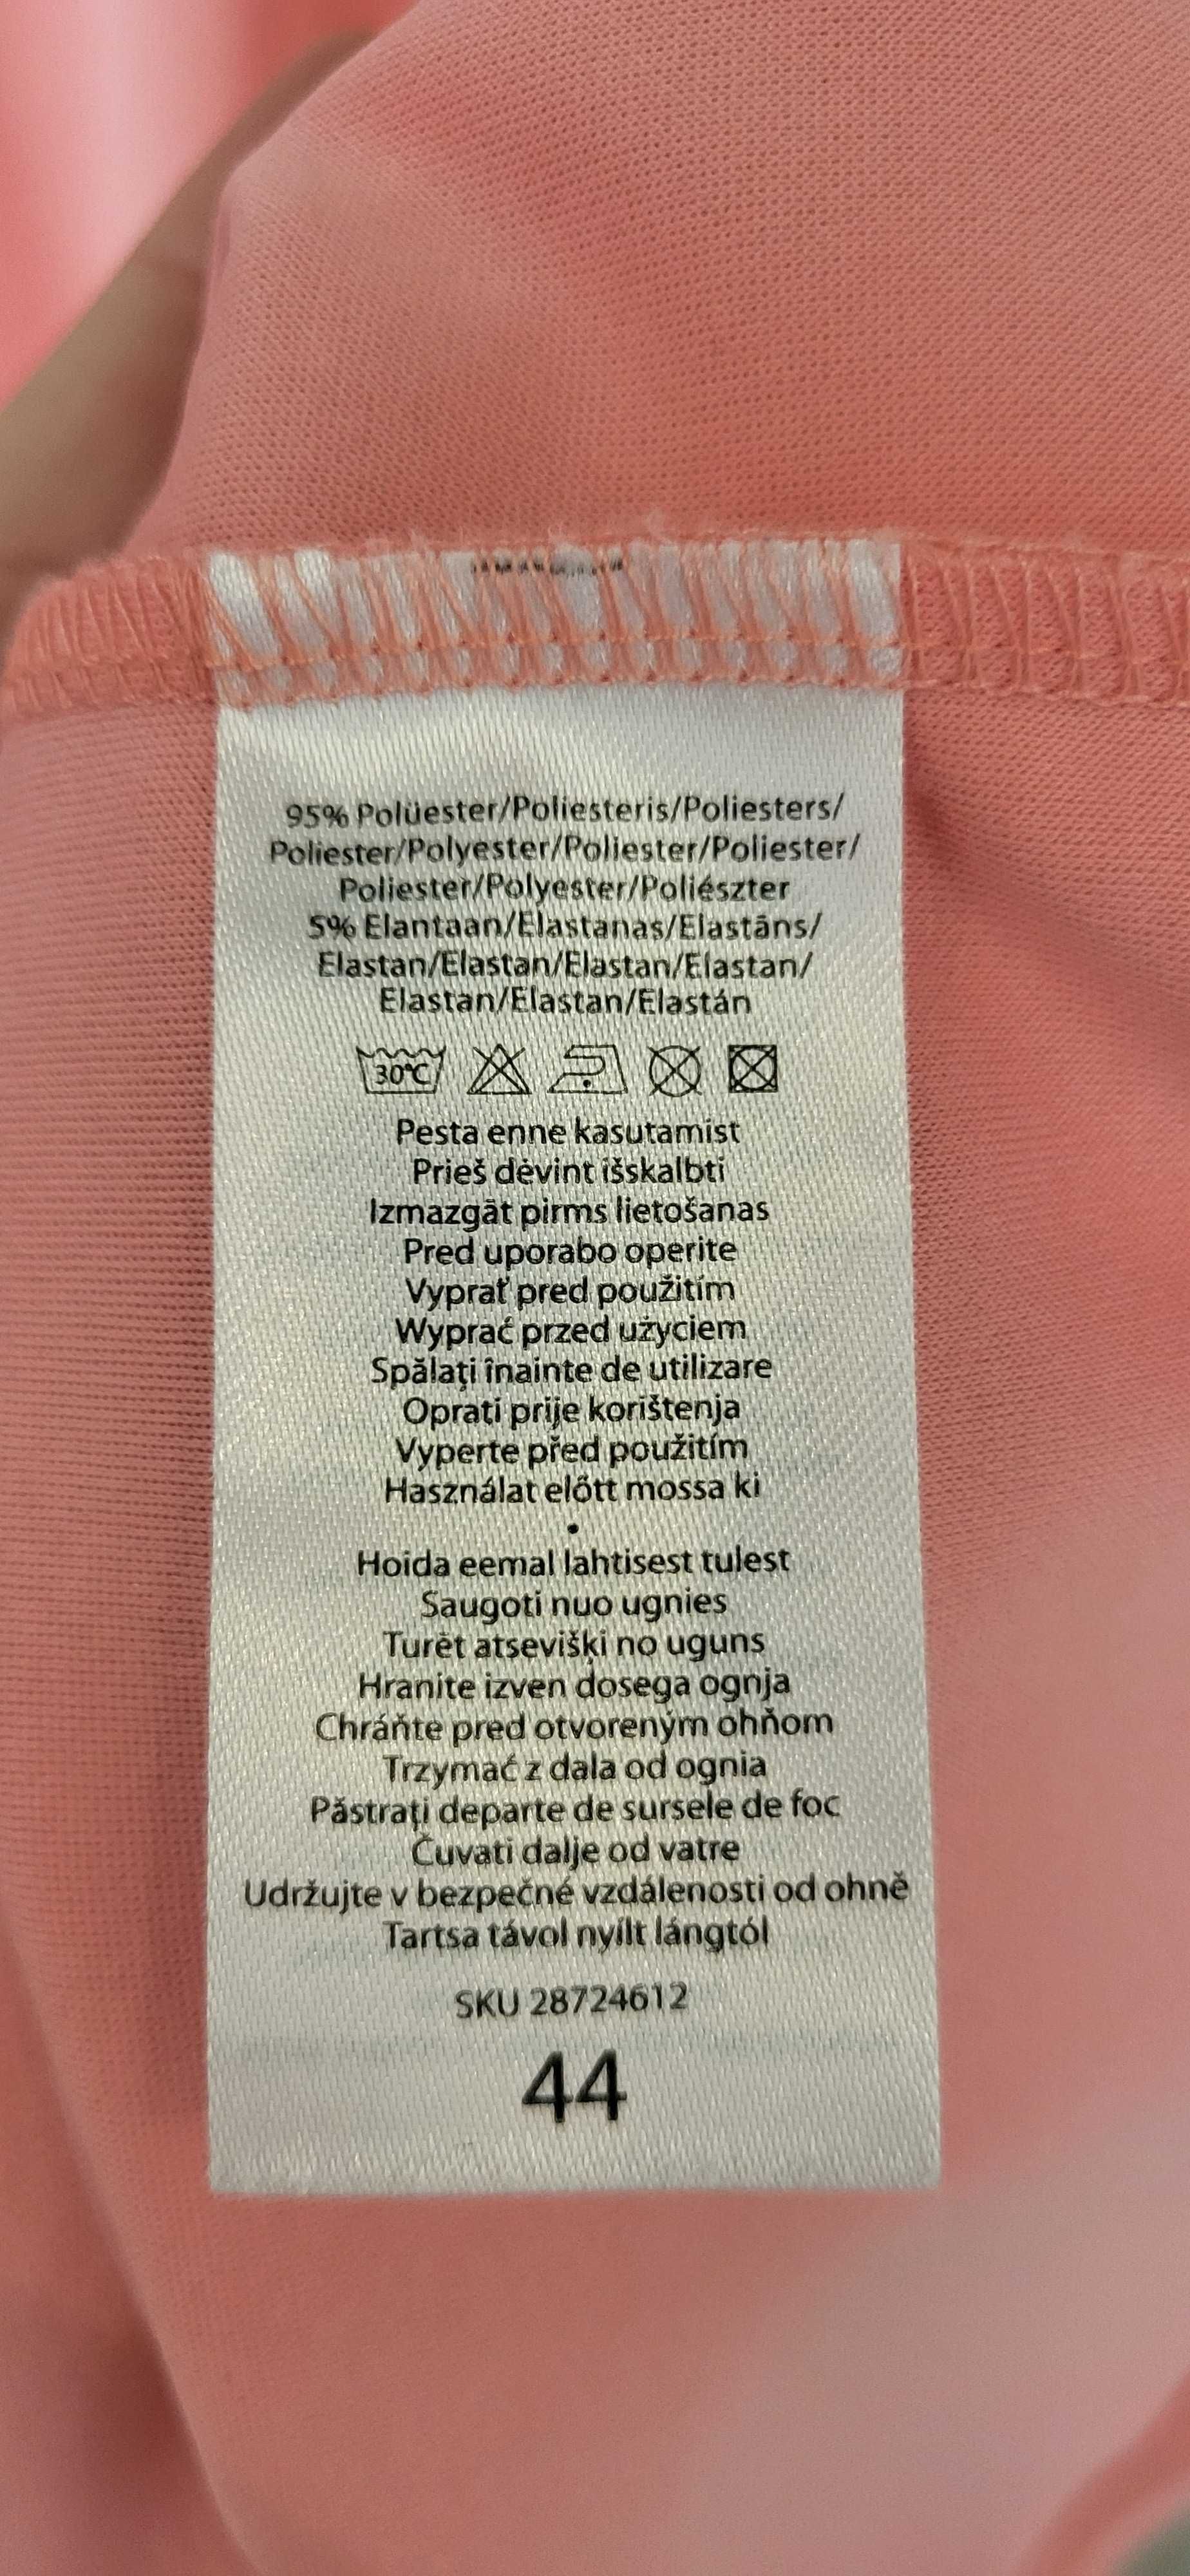 95% Polüester/Poliesteris/Poliesters/
Poliester/Polyester/Poliester/Poliester/
Poliester/Polyester/Poliészter
5% Elantaan/Elastanas/Elastāns/
Elastan/Elastan/Elastan/Elastan/
Elastan/Elastan/Elastán
30°C
Pesta enne kasutamist
Prieš dėvint išskalbti
Izmazgāt pirms lietošanas
Pred uporabo operite
Vyprať pred použitím
Wyprać przed użyciem
Spălați înainte de utilizare
Oprati prije korištenja
Vyperte před použitím
Használat előtt mossa ki
•
Hoida eemal lahtisest tulest
Saugoti nuo ugnies
Turēt atsevišķi no uguns
Hranite izven dosega ognja
Chráňte pred otvoreným ohňom
Trzymać z dala od ognia
Păstrați departe de sursele de foc
Čuvati dalje od vatre
Udržujte v bezpečné vzdálenosti od ohně
Tartsa távol nyílt lángtól
SKU 28724612
44